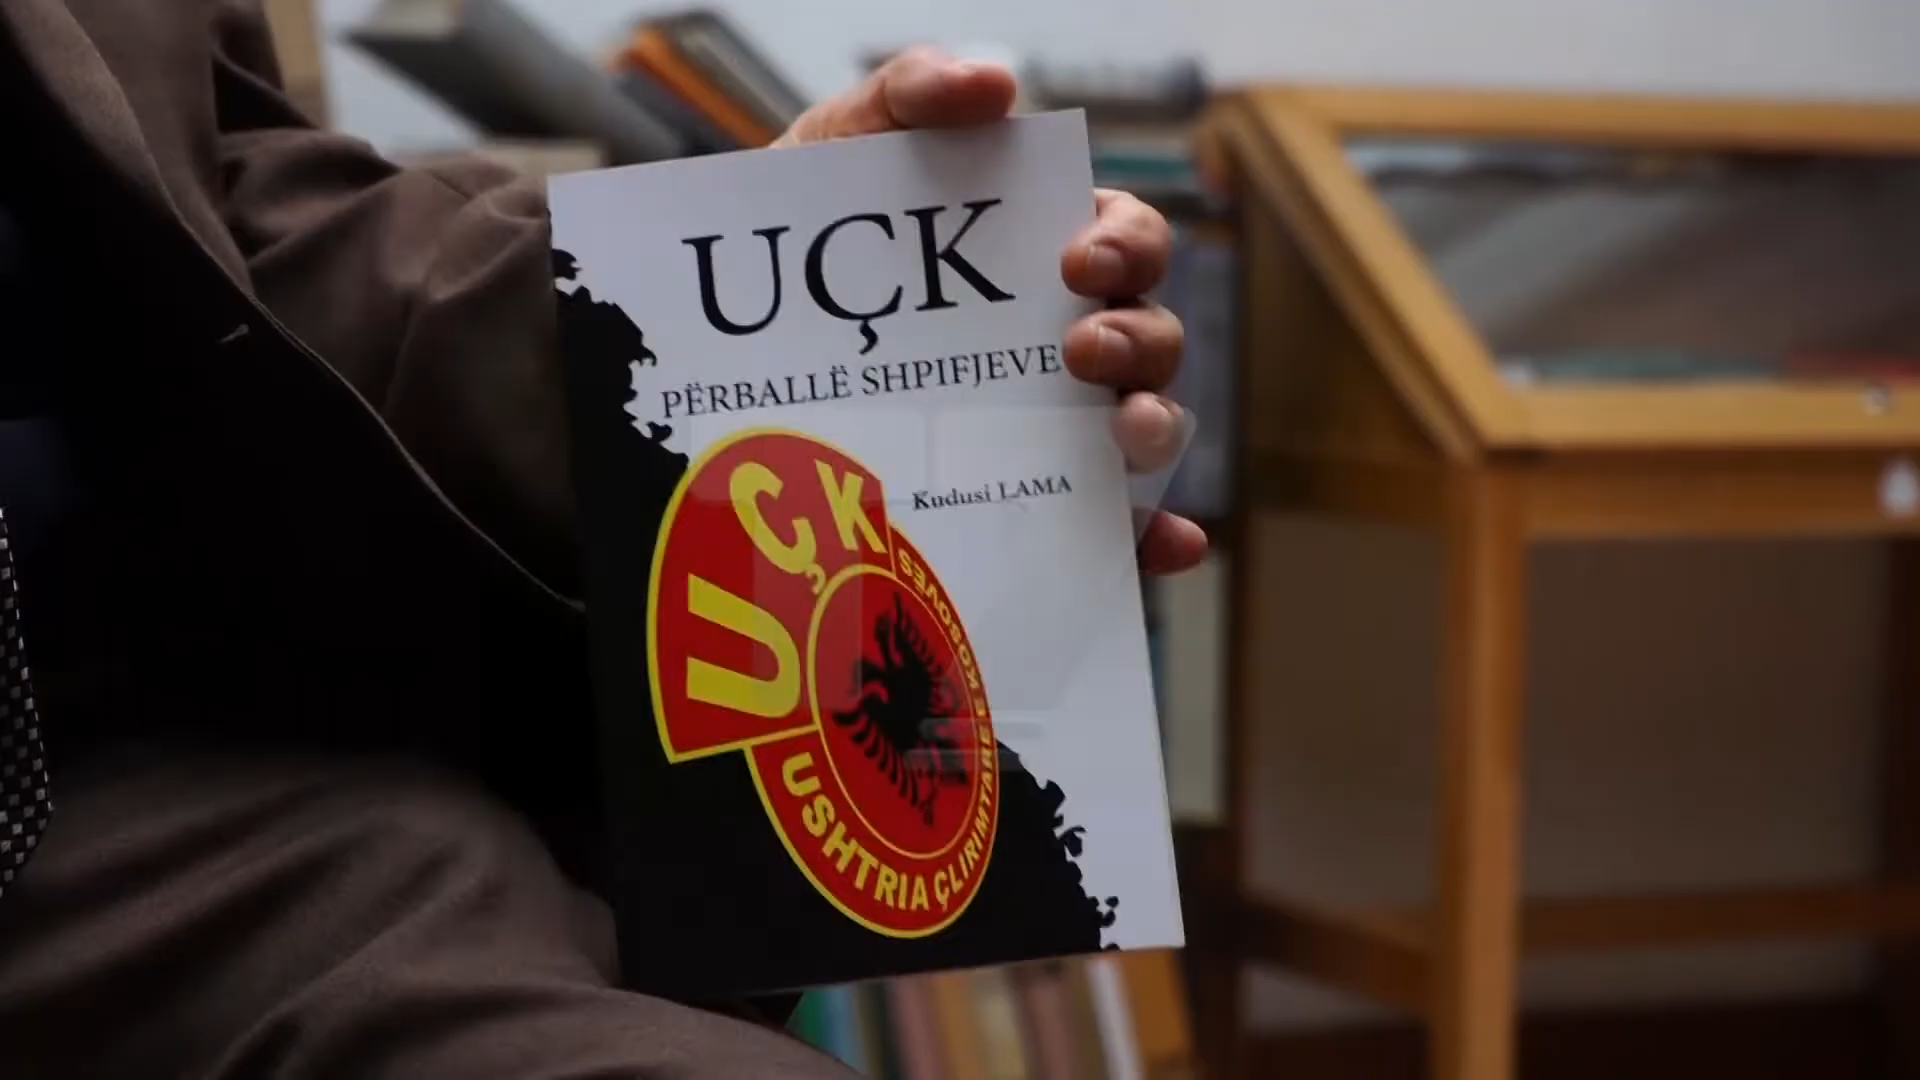 UÇK
PËRBALLË SHPIFJEVE
Kudusi LAMA
UÇK
USHTRIA ÇLIRIMTARE E KOSOVËS